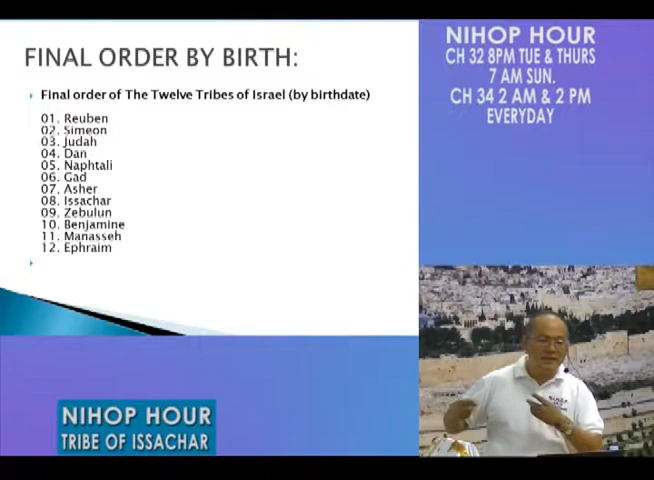 FINAL ORDER BY BIRTH:
Final order of The Twelve Tribes of Israel (by birthdate)
01. Reuben
02. Simeon
03. Judah
04. Dan
05. Naphtali
06. Gad
07. Asher
08. Issachar
09. Zebulun
10. Benjamine
11. Manasseh
12. Ephraim
NIHOP HOUR
CH 32 8PM TUE & THURS
7 AM SUN.
CH 34 2 AM & 2 PM
EVERYDAY
NIHOP HOUR
TRIBE OF ISSACHAR